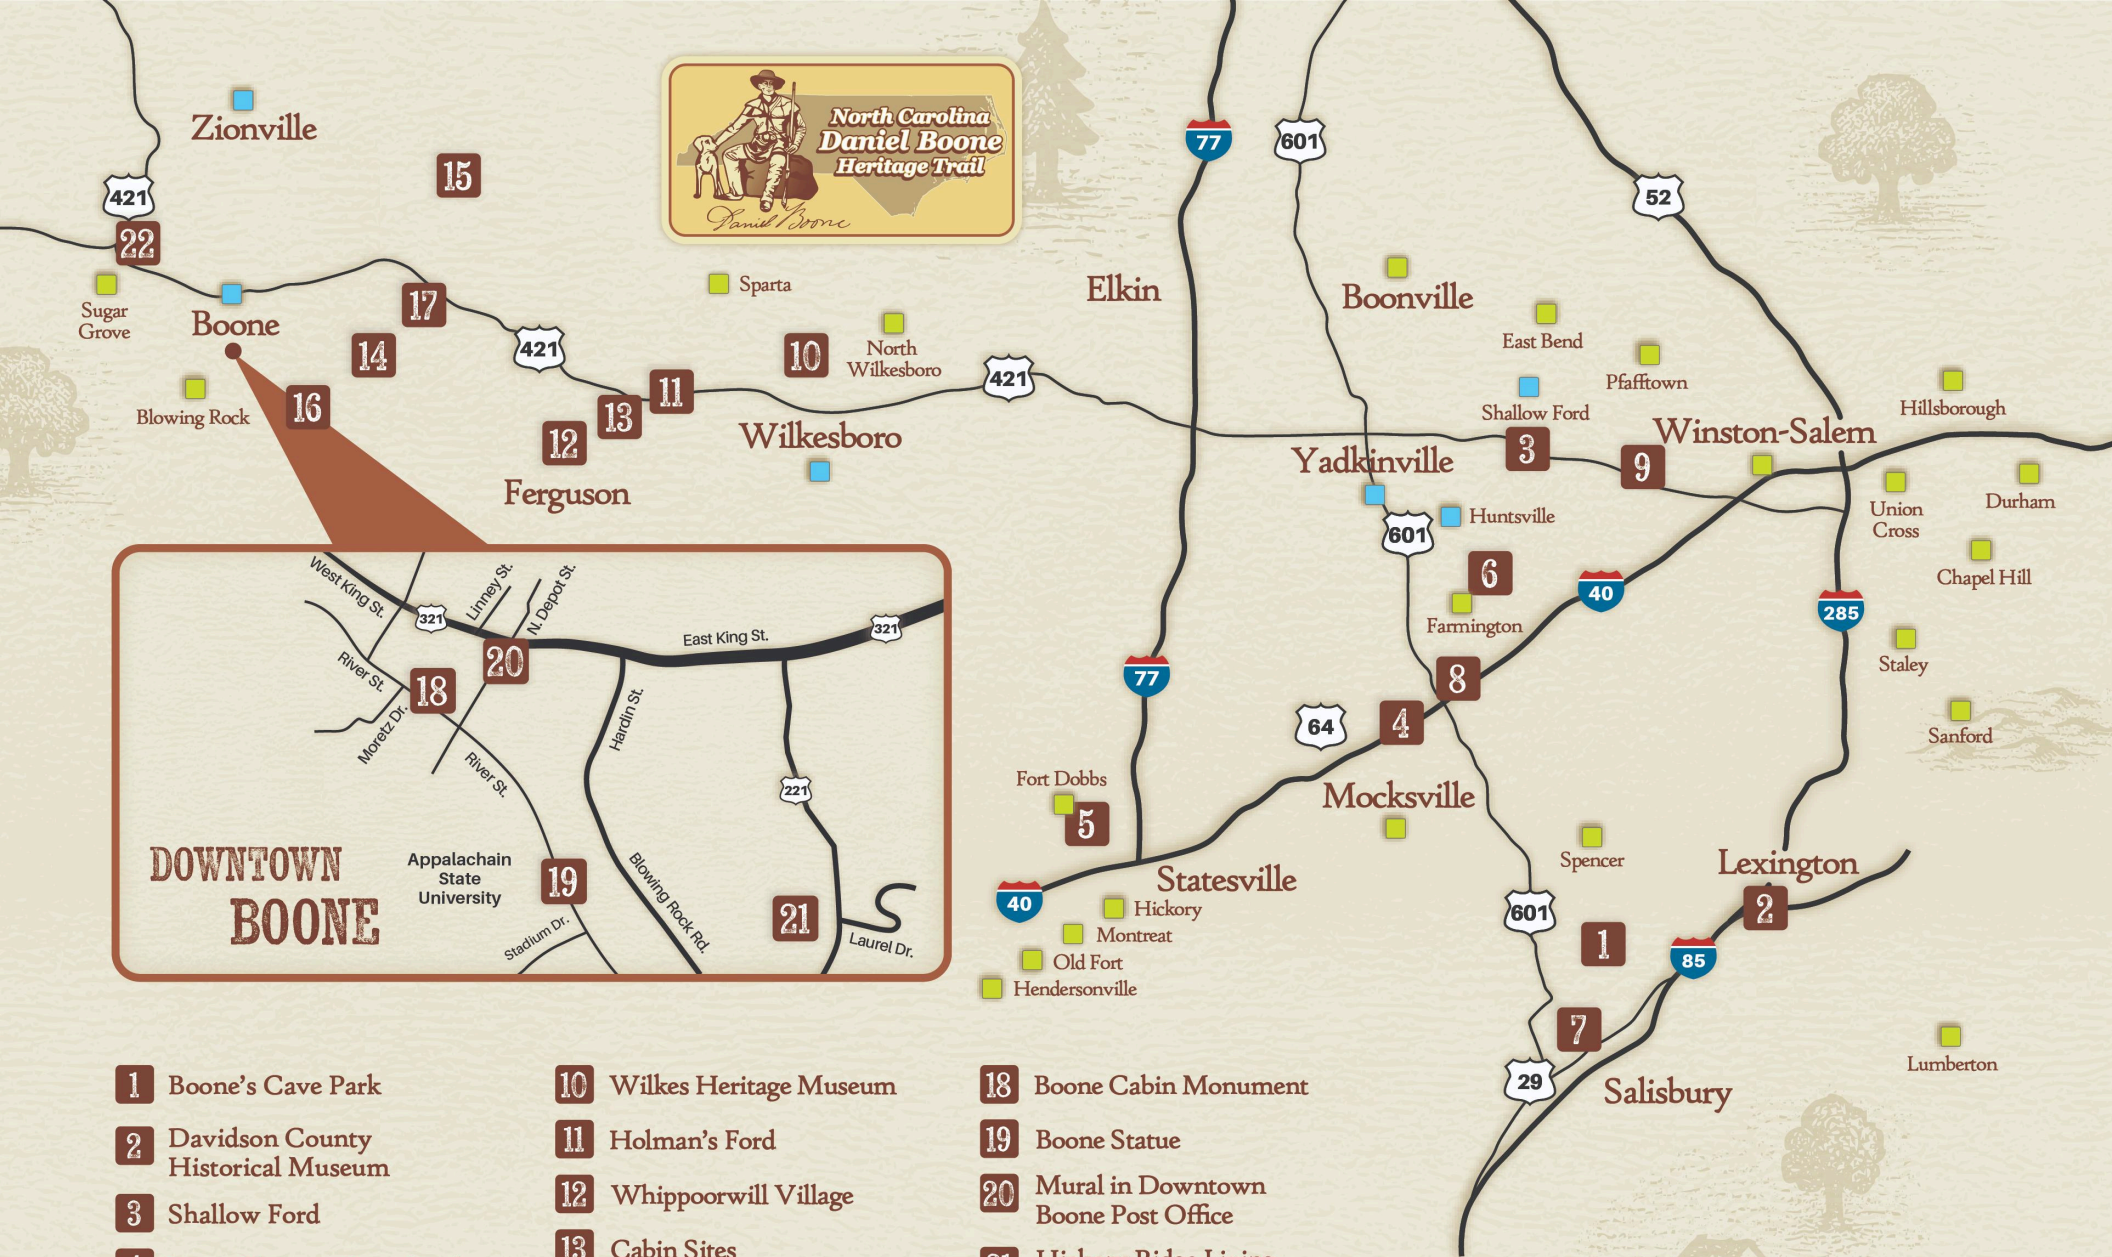 North Carolina
Daniel Boone
Heritage Trail
Daniel Boone
77
601
52
Zionville
15
421
22
Sugar
Grove
Boone
17
14
421
Sparta
Elkin
Boonville
East Bend
10
North
Wilkesboro
421
Pfafftown
Blowing Rock
16
11
13
12
Wilkesboro
Ferguson
Shallow Ford
3
9
Winston-Salem
Hillsborough
Yadkinville
Union
Cross
Durham
601
Huntsville
6
Farmington
40
Chapel Hill
285
Staley
Sanford
77
8
64
4
Mocksville
Fort Dobbs
5
40
Statesville
Hickory
Montreat
Old Fort
Hendersonville
Spencer
Lexington
2
601
1
85
7
29
Salisbury
Lumberton
West King St.
321
Linney St.
N. Depot St.
20
East King St.
321
River St.
18
Moretz Dr.
River St.
Hardin St.
221
Blowing Rock Rd.
Appalachain
State
University
19
Stadium Dr.
21
Laurel Dr.
DOWNTOWN
BOONE
1 Boone's Cave Park
2 Davidson County
Historical Museum
3 Shallow Ford
10 Wilkes Heritage Museum
11 Holman's Ford
12 Whippoorwill Village
13 Cabin Sites
18 Boone Cabin Monument
19 Boone Statue
20 Mural in Downtown
Boone Post Office